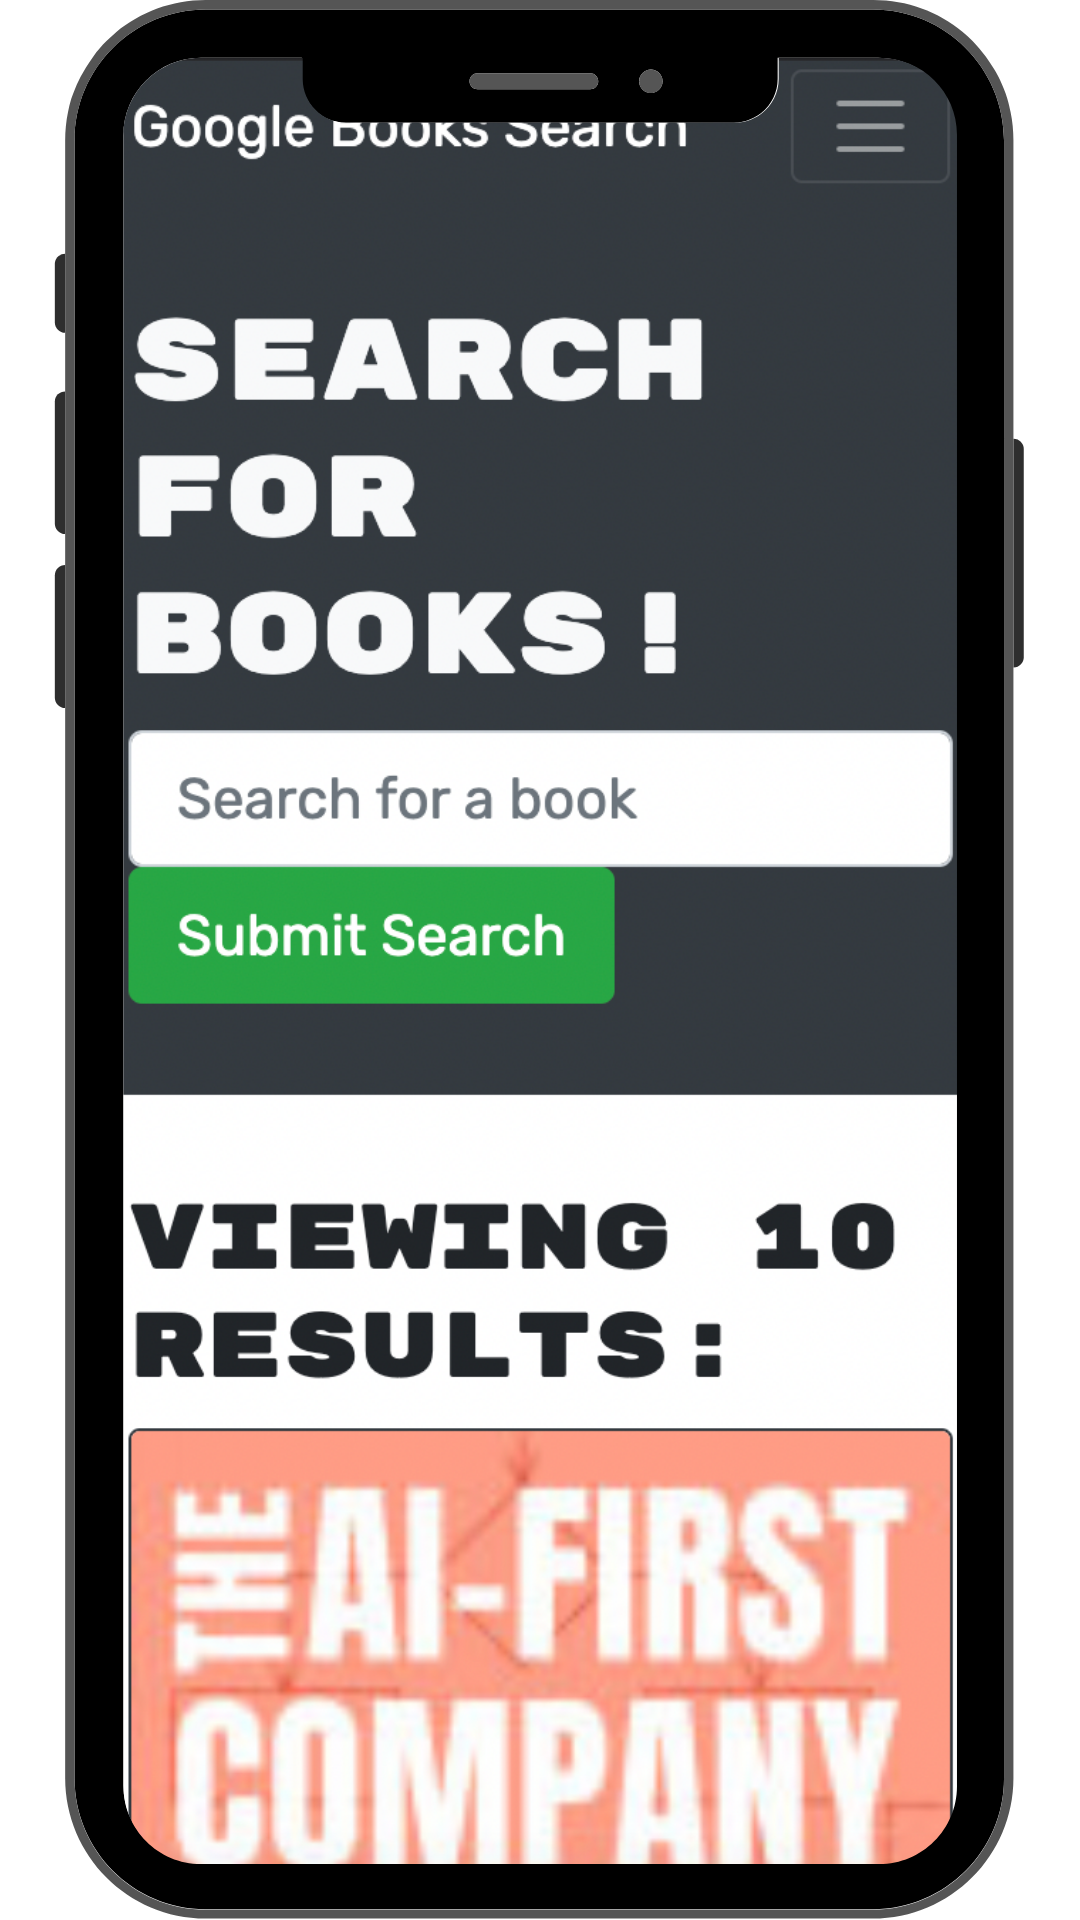 Google Books Search
SEARCH
FOR
BOOKS!
Search for a book
Submit Search
VIEWING 10
RESULTS:
THE AI-FIRST
COMPANY